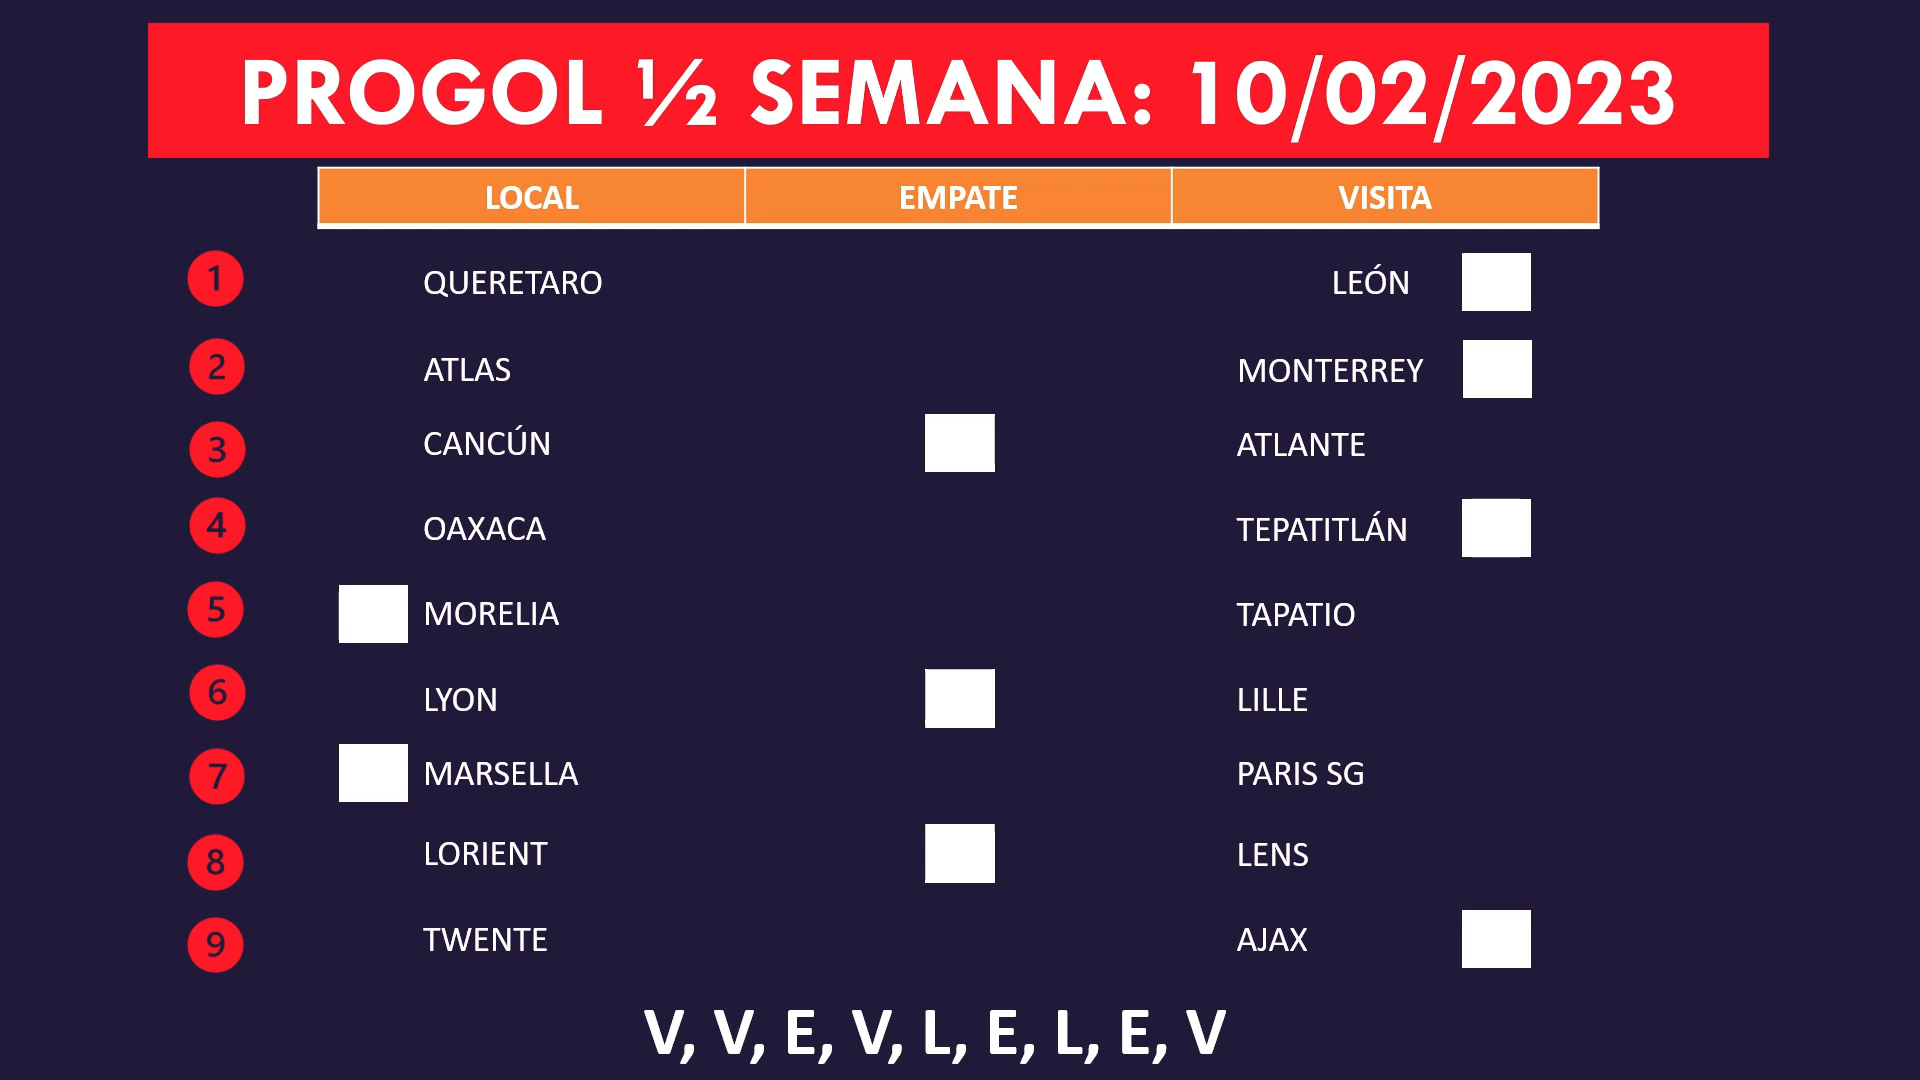 PROGOL ½ SEMANA: 10/02/2023
LOCAL EMPATE VISITA
1 QUERETARO LEÓN
2 ATLAS MONTERREY
3 CANCÚN ATLANTE
4 OAXACA TEPATITLÁN
5 MORELIA TAPATIO
6 LYON LILLE
7 MARSELLA PARIS SG
8 LORIENT LENS
9 TWENTE AJAX
V, V, E, V, L, E, L, E, V